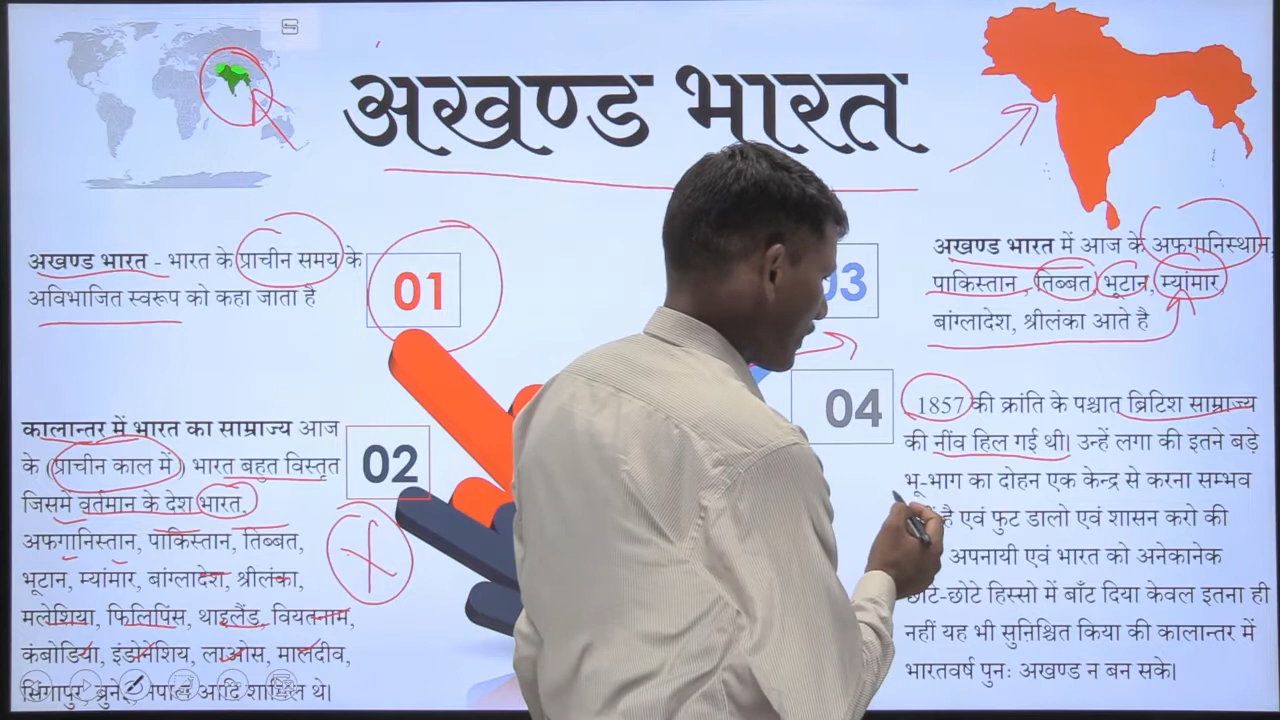 अखण्ड भारत
अखण्ड भारत - भारत के प्राचीन समय के
अविभाजित स्वरूप को कहा जाता है
01
कालान्तर में भारत का साम्राज्य आज
के (प्राचीन काल में) भारत बहुत विस्तृत
जिसमें वर्तमान के देश भारत,
अफगानिस्तान, पाकिस्तान, तिब्बत,
भूटान, म्यांमार, बांग्लादेश, श्रीलंका,
मलेशिया, फिलिपिंस, थाइलैंड, वियतनाम,
कंबोडिया, इंडोनेशिय, लाओस, मालदीव,
सिंगापुर, आदि शामिल थे।
02
03
अखण्ड भारत में आज के अफगानिस्थान,
पाकिस्तान, तिब्बत, भूटान, म्यांमार,
बांग्लादेश, श्रीलंका आते है
04
1857 की क्रांति के पश्चात ब्रिटिश साम्राज्य
की नींव हिल गई थी। उन्हें लगा की इतने बड़े
भू-भाग का दोहन एक केन्द्र से करना सम्भव
है एवं फुट डालो एवं शासन करो की
अपनायी एवं भारत को अनेकानेक
छोटे-छोटे हिस्सो में बाँट दिया केवल इतना ही
नहीं यह भी सुनिश्चित किया की कालान्तर में
भारतवर्ष पुनः अखण्ड न बन सके।